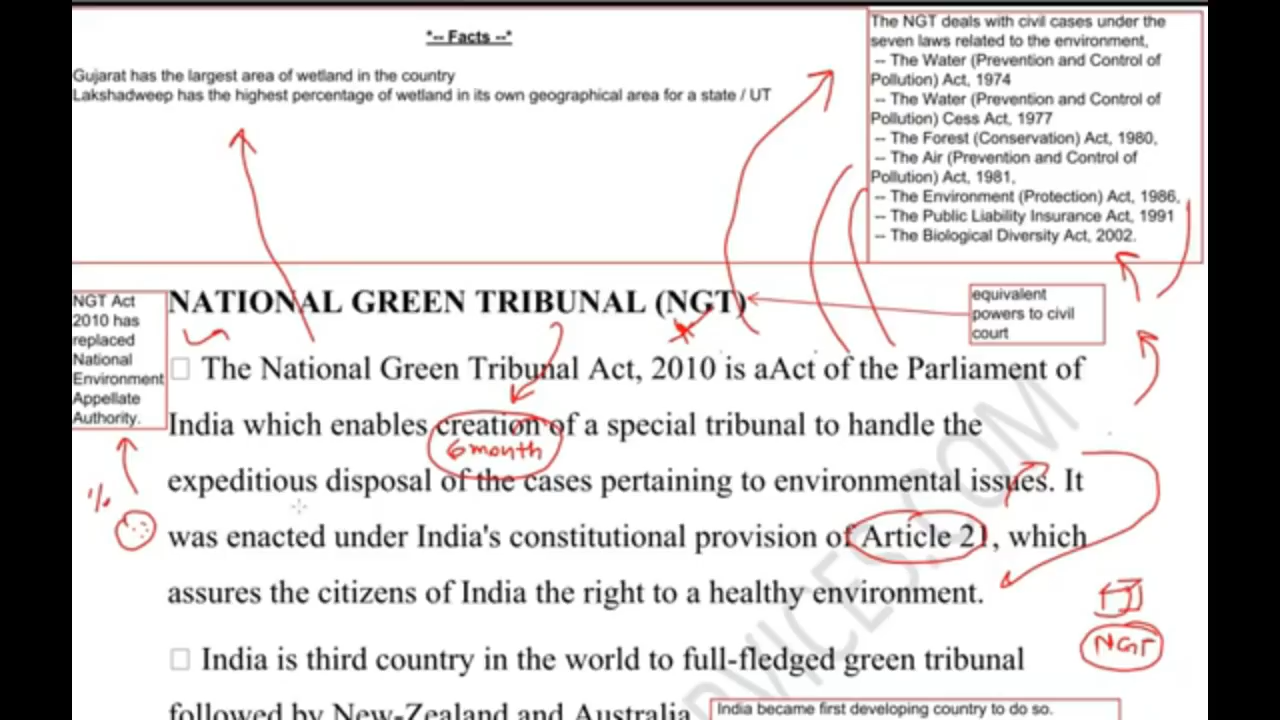 *-- Facts --*
Gujarat has the largest area of wetland in the country
Lakshadweep has the highest percentage of wetland in its own geographical area for a state / UT
The NGT deals with civil cases under the
seven laws related to the environment,
-- The Water (Prevention and Control of
Pollution) Act, 1974
-- The Water (Prevention and Control of
Pollution) Cess Act, 1977
-- The Forest (Conservation) Act, 1980,
-- The Air (Prevention and Control of
Pollution) Act, 1981,
-- The Environment (Protection) Act, 1986,
-- The Public Liability Insurance Act, 1991
-- The Biological Diversity Act, 2002.
NGT Act
2010 has
replaced
National
Environment
Appellate
Authority.
NATIONAL GREEN TRIBUNAL (NGT)
equivalent
powers to civil
court
The National Green Tribunal Act, 2010 is aAct of the Parliament of
India which enables creation of a special tribunal to handle the
6 month
expeditious disposal of the cases pertaining to environmental issues. It
was enacted under India's constitutional provision of Article 21, which
assures the citizens of India the right to a healthy environment.
NGT
India is third country in the world to full-fledged green tribunal
followed by New-Zealand and Australia
India became first developing country to do so.
RVICES.COM